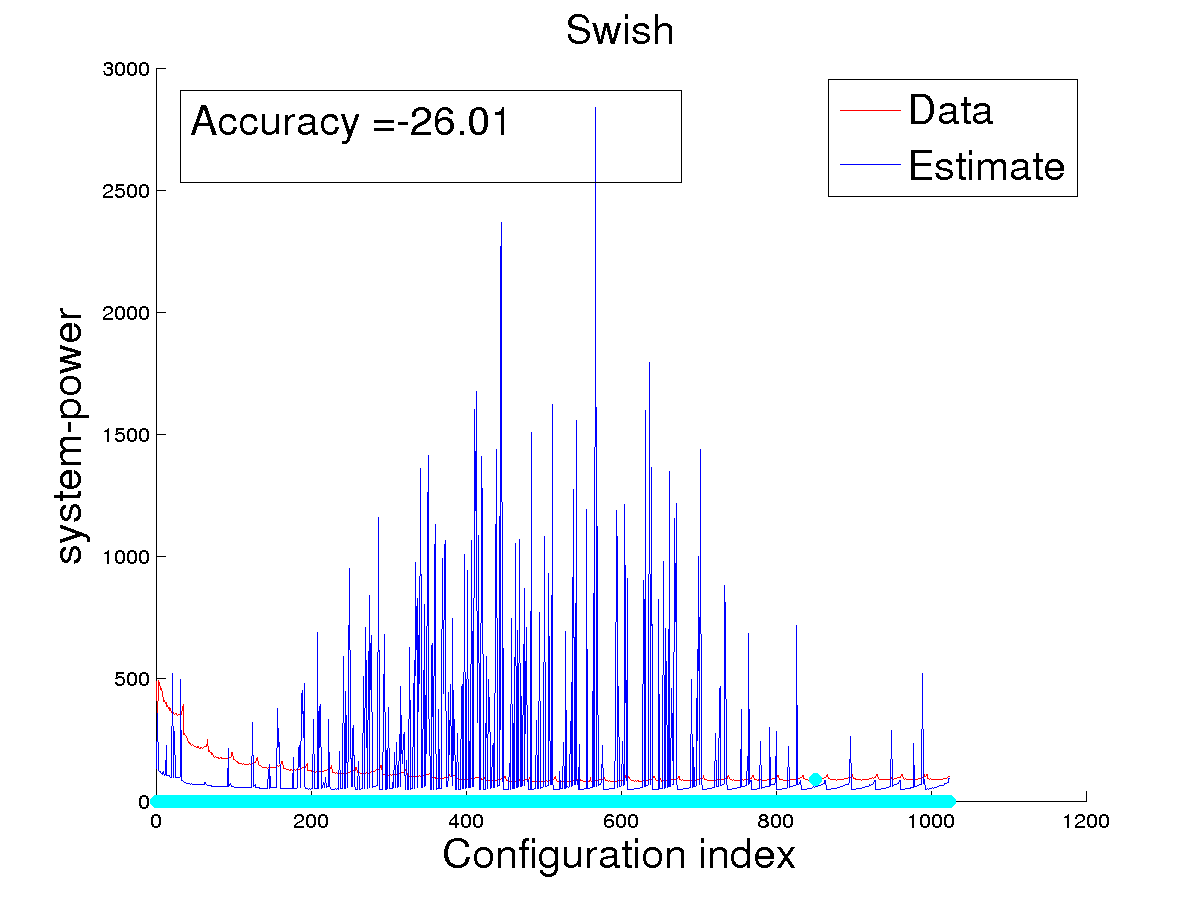 Swish
3000
2500
2000
1500
1000
500
0
Accuracy =-26.01
Data
Estimate
system-power
0 200 400 600 800 1000 1200
Configuration index